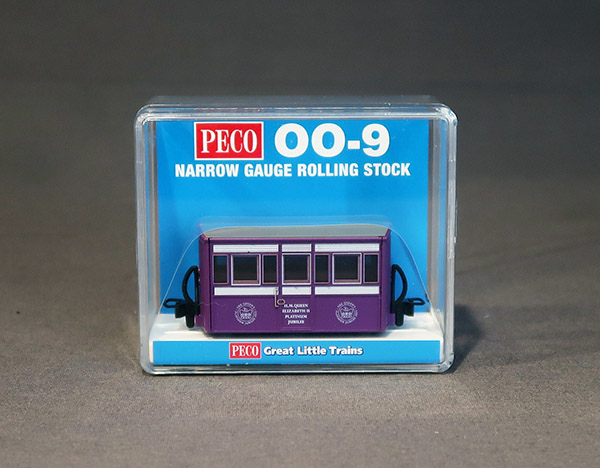 PECO OO-9
NARROW GAUGE ROLLING STOCK
H.M. QUEEN
ELIZABETH II
PLATINUM
JUBILEE
PECO Great Little Trains